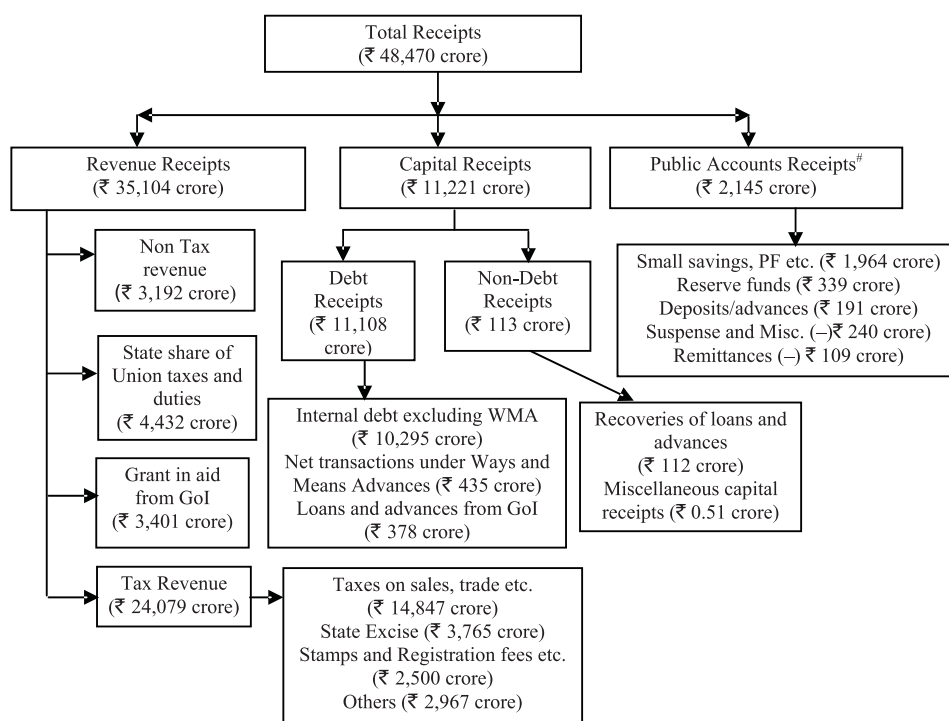 Total Receipts
(₹ 48,470 crore)
Revenue Receipts
(₹ 35,104 crore)
Capital Receipts
(₹ 11,221 crore)
Public Accounts Receipts#
(₹ 2,145 crore)
Non Tax
revenue
(₹ 3,192 crore)
State share of
Union taxes and
duties
(₹ 4,432 crore)
Grant in aid
from GoI
(₹ 3,401 crore)
Tax Revenue
(₹ 24,079 crore)
Debt
Receipts
(₹ 11,108
crore)
Non-Debt
Receipts
(₹ 113 crore)
Small savings, PF etc. (₹ 1,964 crore)
Reserve funds (₹ 339 crore)
Deposits/advances (₹ 191 crore)
Suspense and Misc. (–)₹ 240 crore)
Remittances (–) ₹ 109 crore)
Internal debt excluding WMA
(₹ 10,295 crore)
Net transactions under Ways and
Means Advances (₹ 435 crore)
Loans and advances from GoI
(₹ 378 crore)
Recoveries of loans and
advances
(₹ 112 crore)
Miscellaneous capital
receipts (₹ 0.51 crore)
Taxes on sales, trade etc.
(₹ 14,847 crore)
State Excise (₹ 3,765 crore)
Stamps and Registration fees etc.
(₹ 2,500 crore)
Others (₹ 2,967 crore)